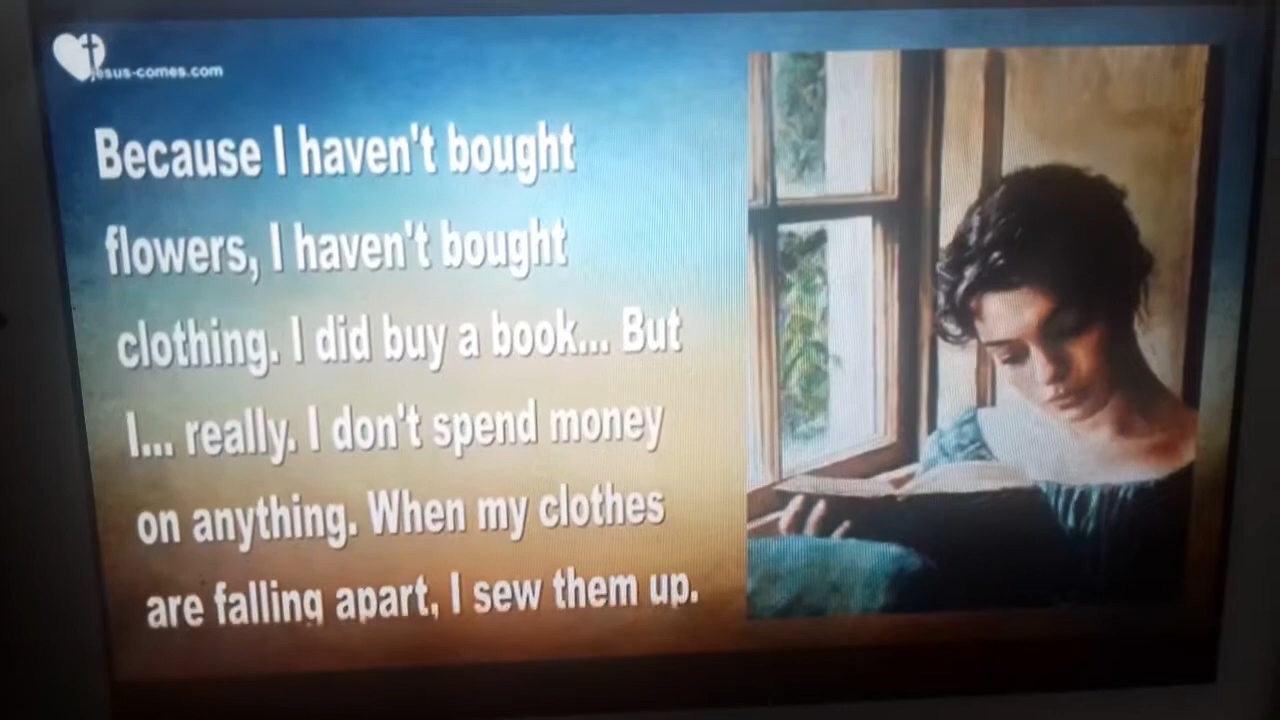 Jesus-comes.com
Because I haven't bought
flowers, I haven't bought
clothing. I did buy a book... But
I... really. I don't spend money
on anything. When my clothes
are falling apart, I sew them up.